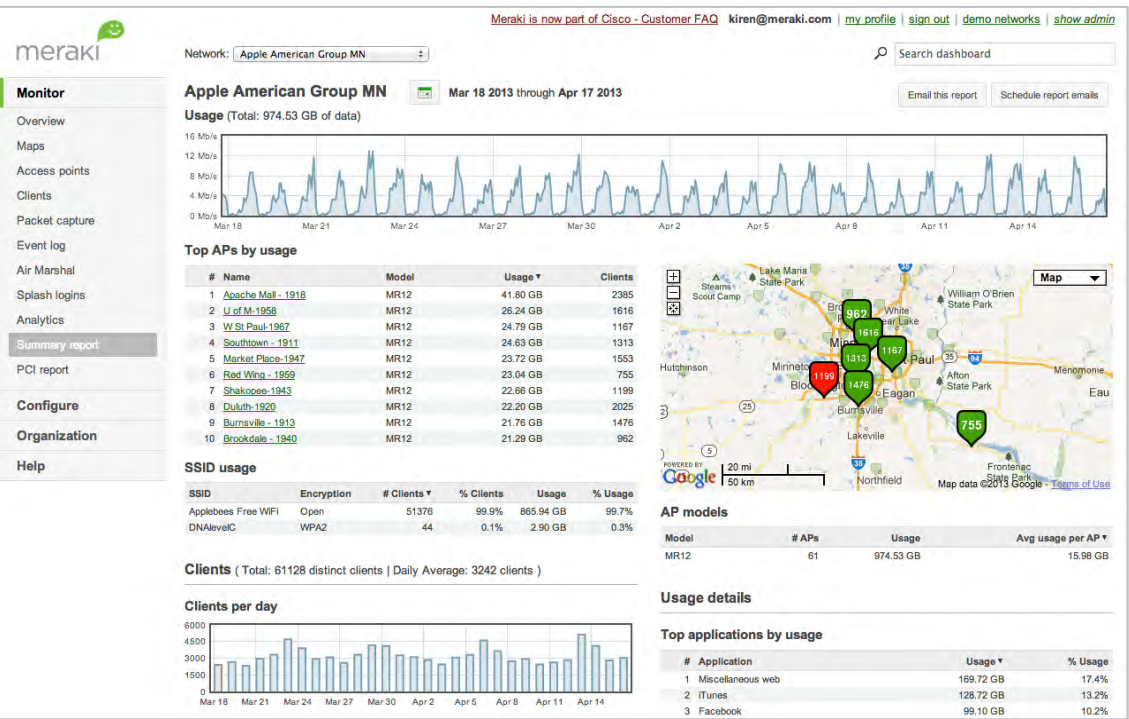 Meraki is now part of Cisco - Customer FAQ kiren@meraki.com | my profile | sign out | demo networks | show admin
meraki
Network: Apple American Group MN
Search dashboard
Monitor
Overview
Maps
Access points
Clients
Packet capture
Event log
Air Marshal
Splash logins
Analytics
Summary report
PCI report
Configure
Organization
Help
Apple American Group MN Mar 18 2013 through Apr 17 2013
Email this report Schedule report emails
Usage (Total: 974.53 GB of data)
16 Mb/s
12 Mb/s
8 Mb/s
4 Mb/s
0 Mb/s
Mar 18 Mar 21 Mar 24 Mar 27 Mar 30 Apr 2 Apr 5 Apr 8 Apr 11 Apr 14
Top APs by usage
# Name Model Usage ▼ Clients
1 Apache Mall - 1918 MR12 41.80 GB 2385
2 U of M-1958 MR12 26.24 GB 1616
3 W St Paul-1967 MR12 24.79 GB 1167
4 Southtown - 1911 MR12 24.63 GB 1313
5 Market Place-1947 MR12 23.72 GB 1553
6 Red Wing - 1959 MR12 23.04 GB 755
7 Shakopee-1943 MR12 22.66 GB 1199
8 Duluth-1920 MR12 22.20 GB 2025
9 Burnsville - 1913 MR12 21.76 GB 1476
10 Brookdale - 1940 MR12 21.29 GB 962
SSID usage
SSID Encryption # Clients ▼ % Clients Usage % Usage
Applebees Free WiFi Open 51376 99.9% 865.94 GB 99.7%
DNAlevelC WPA2 44 0.1% 2.90 GB 0.3%
Clients ( Total: 61128 distinct clients | Daily Average: 3242 clients )
Clients per day
6000
4500
3000
1500
0
Mar 18 Mar 21 Mar 24 Mar 27 Mar 30 Apr 2 Apr 5 Apr 8 Apr 11 Apr 14
Map
Lake Maria
State Park
Stearns
Scout Camp
William O'Brien
State Park
962
White
1616
1167
1313
Paul
35
94
Hutchinson
1199
1476
Afton
State Park
Menomonie
Eagan
Eau
25
Burnsville
755
Lakeville
5
35
Northfield
Frontenac
State Park
POWERED BY
Google
20 mi
50 km
Map data ©2013 Google - Terms of Use
AP models
Model # APs Usage Avg usage per AP ▼
MR12 61 974.53 GB 15.98 GB
Usage details
Top applications by usage
# Application Usage ▼ % Usage
1 Miscellaneous web 169.72 GB 17.4%
2 iTunes 128.72 GB 13.2%
3 Facebook 99.10 GB 10.2%